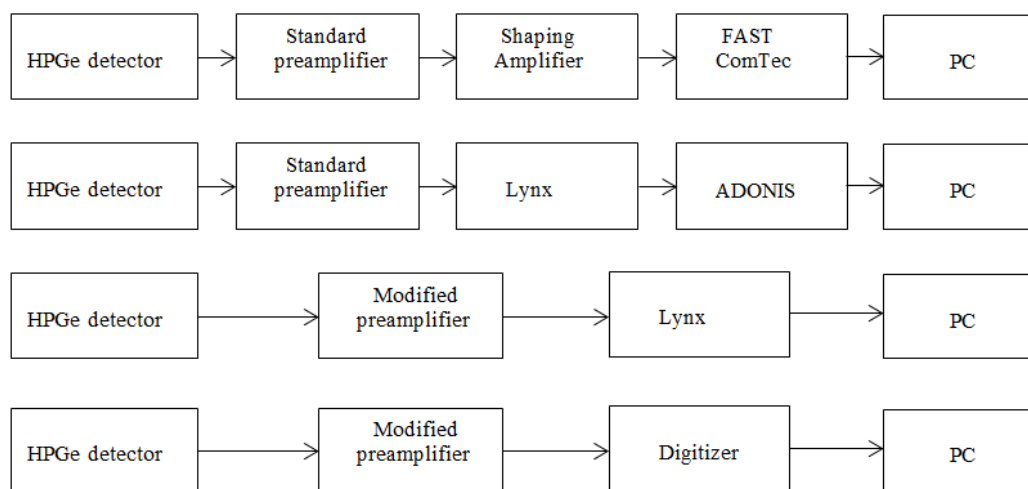 HPGe detector
Standard
preamplifier
Shaping
Amplifier
FAST
ComTec
PC
HPGe detector
Standard
preamplifier
Lynx
ADONIS
PC
HPGe detector
Modified
preamplifier
Lynx
PC
HPGe detector
Modified
preamplifier
Digitizer
PC